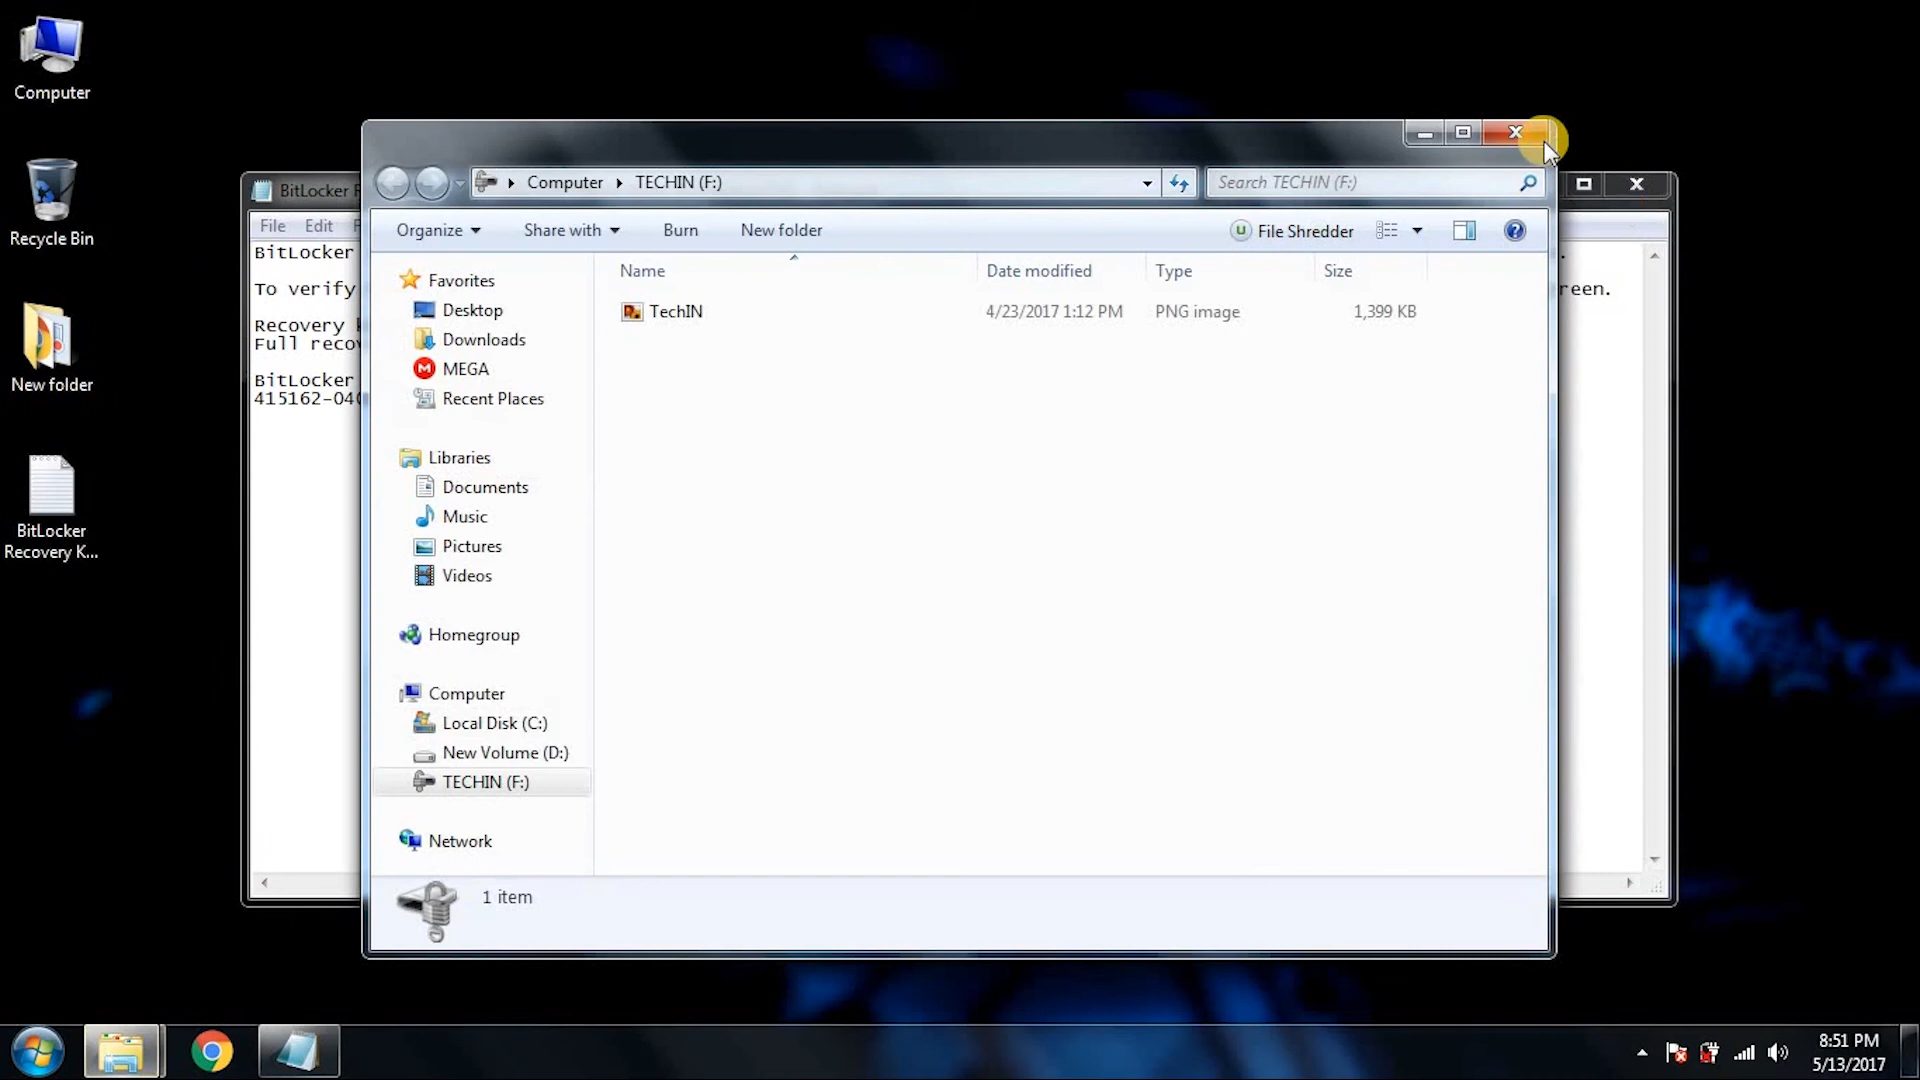 Computer
Recycle Bin
New folder
BitLocker
Recovery K...
BitLocker
File Edit
BitLocker
To verify
reen.
Recovery
Full
BitLocker
415162-04
Computer TECHIN (F:)
Search TECHIN (F:)
Organize Share with Burn New folder
File Shredder
Name Date modified Type Size
TechIN 4/23/2017 1:12 PM PNG image 1,399 KB
Favorites
Desktop
Downloads
MEGA
Recent Places
Libraries
Documents
Music
Pictures
Videos
Homegroup
Computer
Local Disk (C:)
New Volume (D:)
TECHIN (F:)
Network
1 item
8:51 PM
5/13/2017